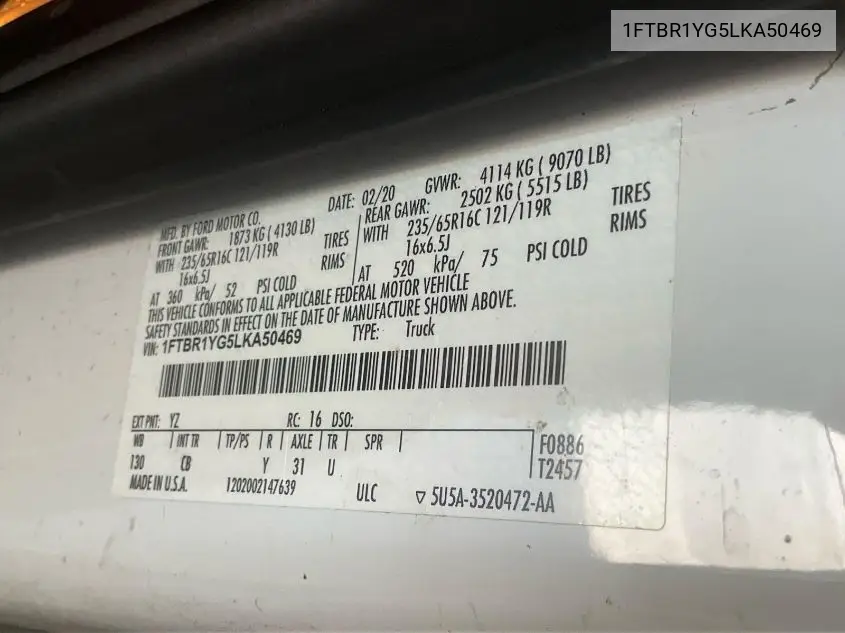 1FTBR1YG5LKA50469
MFD. BY FORD MOTOR CO. DATE: 02/20 GVWR: 4114 KG ( 9070 LB)
FRONT GAWR: 1873 KG ( 4130 LB) REAR GAWR: 2502 KG ( 5515 LB)
WITH 235/65R16C 121/119R TIRES WITH 235/65R16C 121/119R TIRES
16x6.5J RIMS 16x6.5J RIMS
AT 360 kPa/ 52 PSI COLD AT 520 kPa/ 75 PSI COLD
THIS VEHICLE CONFORMS TO ALL APPLICABLE FEDERAL MOTOR VEHICLE
SAFETY STANDARDS IN EFFECT ON THE DATE OF MANUFACTURE SHOWN ABOVE.
VIN: 1FTBR1YG5LKA50469 TYPE: Truck
EXT PNT: YZ RC: 16 DSO:
WB INT TR TP/PS R AXLE TR SPR F0886
130 CB Y 31 U T2457
MADE IN U.S.A. 1202002147639 ULC ▽ 5U5A-3520472-AA